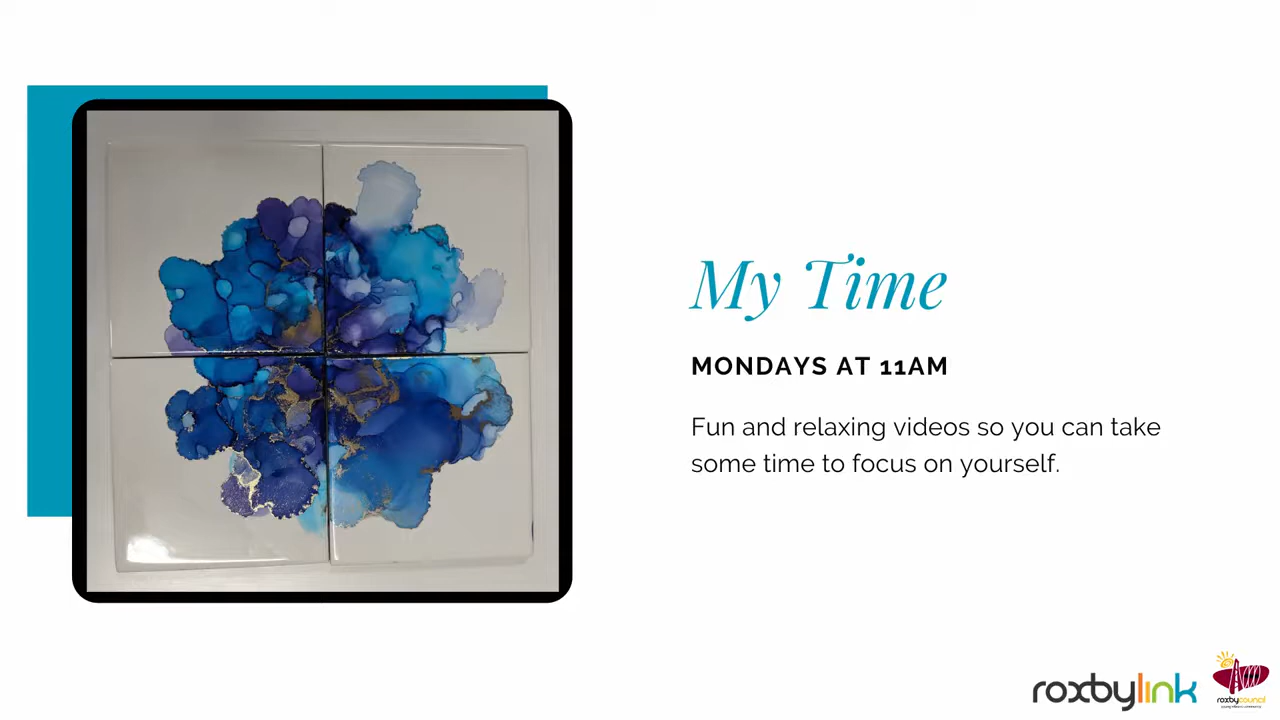 My Time
MONDAYS AT 11AM
Fun and relaxing videos so you can take
some time to focus on yourself.
roxbylink
roxbycouncil